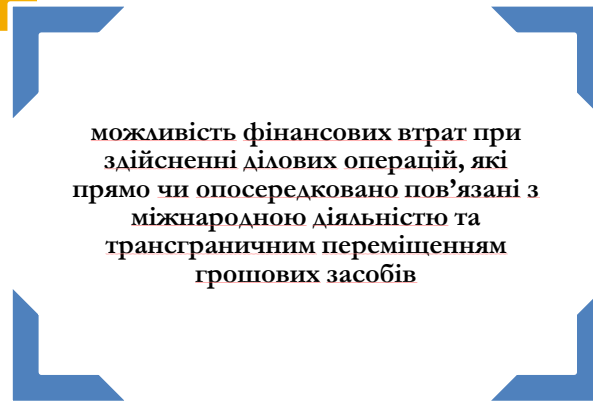 можливість фінансових втрат при
здійсненні ділових операцій, які
прямо чи опосередковано пов’язані з
міжнародною діяльністю та
трансграничним переміщенням
грошових засобів